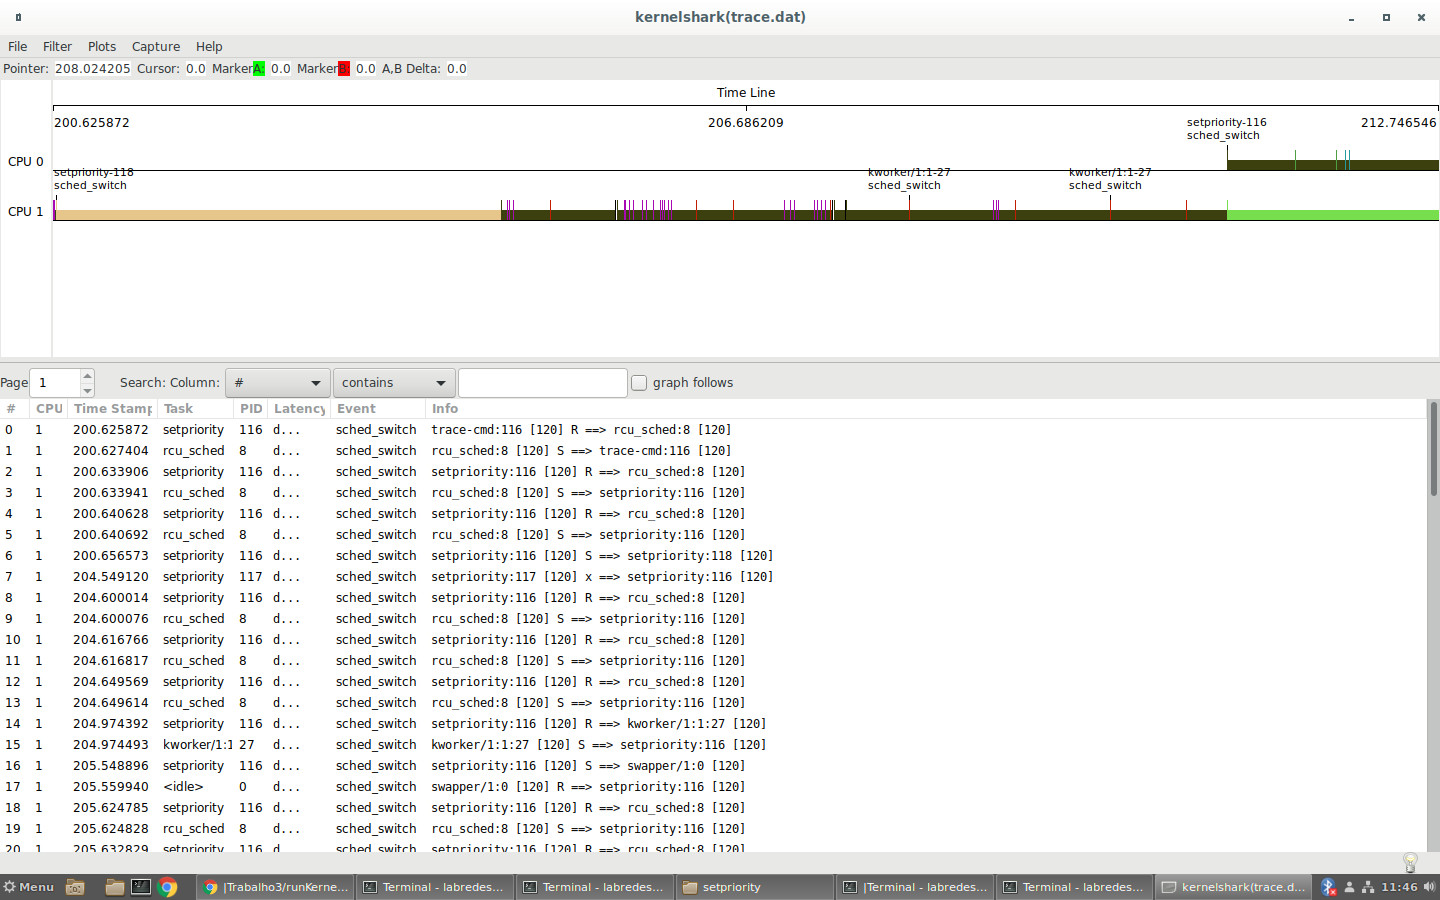 kernelshark(trace.dat)
File Filter Plots Capture Help
Pointer: 208.024205 Cursor: 0.0 MarkerA: 0.0 MarkerB: 0.0 A,B Delta: 0.0
Time Line
200.625872 206.686209 212.746546
setpriority-116
sched_switch
CPU 0
setpriority-118 kworker/1:1-27 kworker/1:1-27
sched_switch sched_switch sched_switch
CPU 1
Page 1 Search: Column: # contains graph follows
# CPU Time Stamp Task PID Latency Event Info
0 1 200.625872 setpriority 116 d... sched_switch trace-cmd:116 [120] R ==> rcu_sched:8 [120]
1 1 200.627404 rcu_sched 8 d... sched_switch rcu_sched:8 [120] S ==> trace-cmd:116 [120]
2 1 200.633906 setpriority 116 d... sched_switch setpriority:116 [120] R ==> rcu_sched:8 [120]
3 1 200.633941 rcu_sched 8 d... sched_switch rcu_sched:8 [120] S ==> setpriority:116 [120]
4 1 200.640628 setpriority 116 d... sched_switch setpriority:116 [120] R ==> rcu_sched:8 [120]
5 1 200.640692 rcu_sched 8 d... sched_switch rcu_sched:8 [120] S ==> setpriority:116 [120]
6 1 200.656573 setpriority 116 d... sched_switch setpriority:116 [120] S ==> setpriority:118 [120]
7 1 204.549120 setpriority 117 d... sched_switch setpriority:117 [120] x ==> setpriority:116 [120]
8 1 204.600014 setpriority 116 d... sched_switch setpriority:116 [120] R ==> rcu_sched:8 [120]
9 1 204.600076 rcu_sched 8 d... sched_switch rcu_sched:8 [120] S ==> setpriority:116 [120]
10 1 204.616766 setpriority 116 d... sched_switch setpriority:116 [120] R ==> rcu_sched:8 [120]
11 1 204.616817 rcu_sched 8 d... sched_switch rcu_sched:8 [120] S ==> setpriority:116 [120]
12 1 204.649569 setpriority 116 d... sched_switch setpriority:116 [120] R ==> rcu_sched:8 [120]
13 1 204.649614 rcu_sched 8 d... sched_switch rcu_sched:8 [120] S ==> setpriority:116 [120]
14 1 204.974392 setpriority 116 d... sched_switch setpriority:116 [120] R ==> kworker/1:1:27 [120]
15 1 204.974493 kworker/1:1 27 d... sched_switch kworker/1:1:27 [120] S ==> setpriority:116 [120]
16 1 205.548896 setpriority 116 d... sched_switch setpriority:116 [120] S ==> swapper/1:0 [120]
17 1 205.559940 <idle> 0 d... sched_switch swapper/1:0 [120] R ==> setpriority:116 [120]
18 1 205.624785 setpriority 116 d... sched_switch setpriority:116 [120] R ==> rcu_sched:8 [120]
19 1 205.624828 rcu_sched 8 d... sched_switch rcu_sched:8 [120] S ==> setpriority:116 [120]
20 1 205.632829 setpriority 116 d... sched_switch setpriority:116 [120] R ==> rcu_sched:8 [120]
Menu |Trabalho3/runKerne... Terminal - labredes... Terminal - labredes... setpriority |Terminal - labredes... Terminal - labredes... kernelshark(trace.d... 11:46